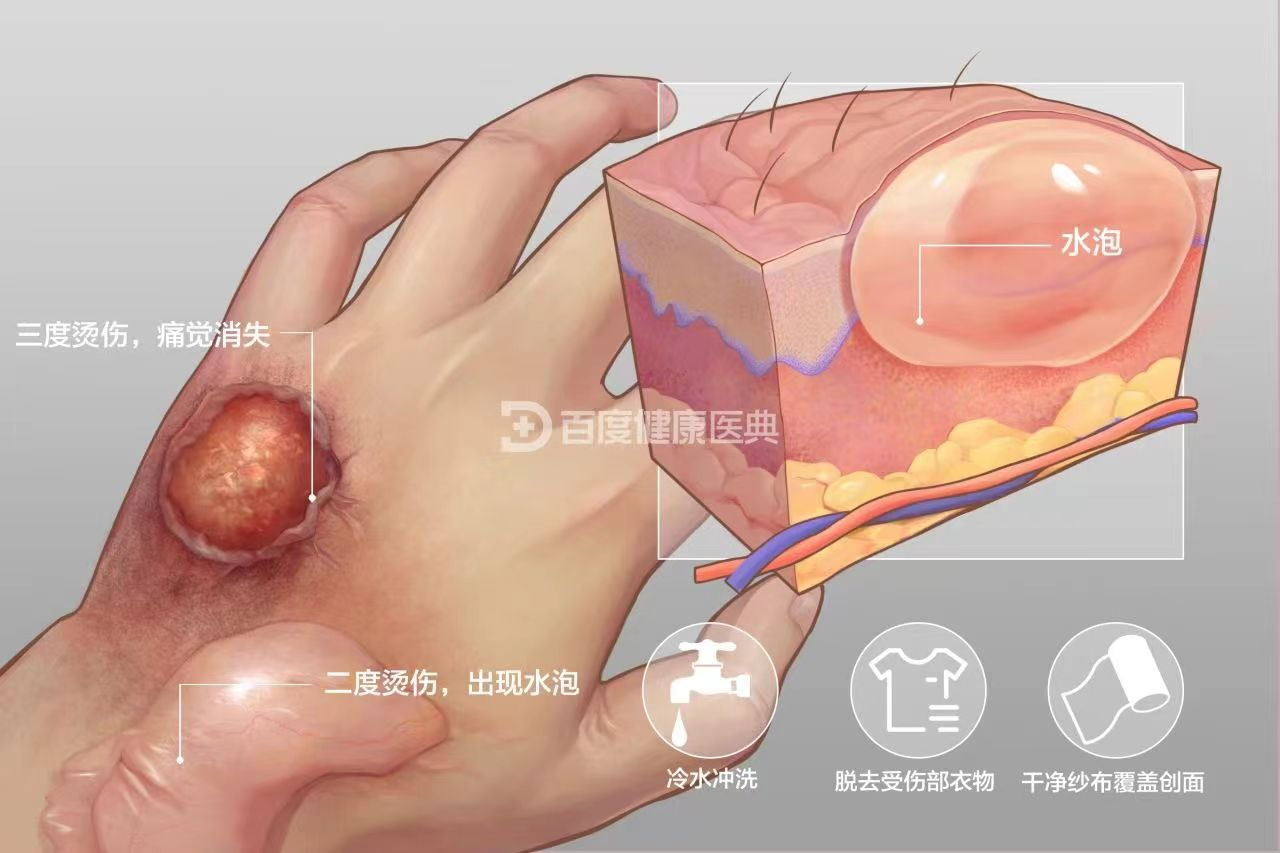 水泡
三度烫伤，痛觉消失
百度健康医典
二度烫伤，出现水泡
冷水冲洗
脱去受伤部衣物
干净纱布覆盖创面